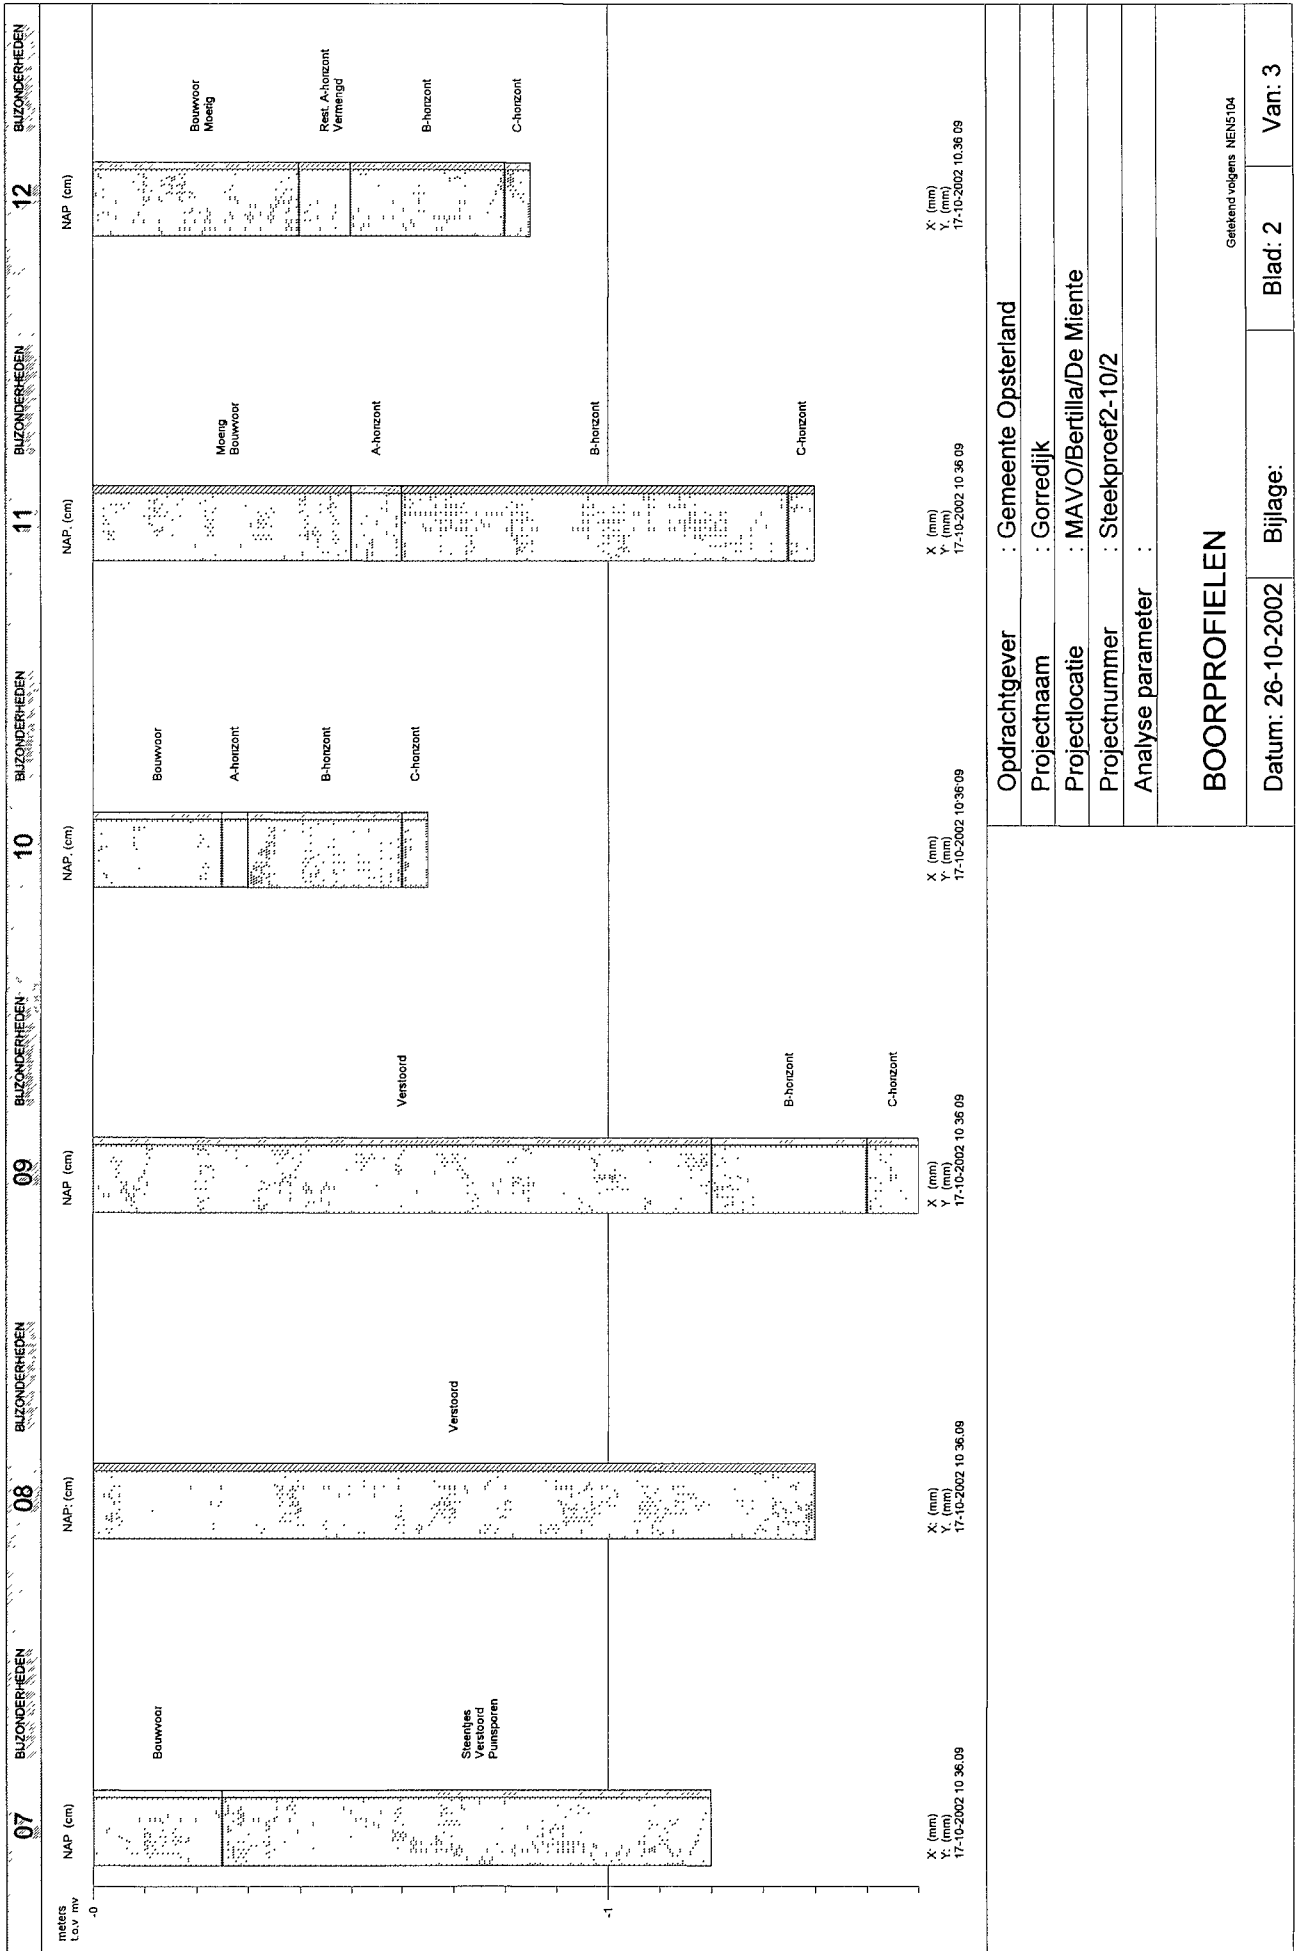 07 BIJZONDERHEDEN 08 BIJZONDERHEDEN 09 BIJZONDERHEDEN 10 BIJZONDERHEDEN 11 BIJZONDERHEDEN 12 BIJZONDERHEDEN
meters
t.o.v. mv
-0
-1
NAP (cm)
Bouwvoor
Steentjes
Verstoord
Puinsporen
X: (mm)
Y: (mm)
17-10-2002 10.36.09
NAP: (cm)
Verstoord
X: (mm)
Y. (mm)
17-10-2002 10 36.09
NAP (cm)
Verstoord
B-horizont
C-horizont
X (mm)
Y (mm)
17-10-2002 10 36 09
NAP. (cm)
Bouwvoor
A-horizont
B-horizont
C-horizont
X (mm)
Y (mm)
17-10-2002 10:36:09
NAP. (cm)
Moerig
Bouwvoor
A-horizont
B-horizont
C-horizont
X (mm)
Y (mm)
17-10-2002 10 36 09
NAP (cm)
Bouwvoor
Moerig
Rest. A-horizont
Vermengd
B-horizont
C-horizont
X: (mm)
Y. (mm)
17-10-2002 10.36 09
Opdrachtgever : Gemeente Opsterland
Projectnaam : Gorredijk
Projectlocatie : MAVO/Bertilla/De Miente
Projectnummer : Steekproef2-10/2
Analyse parameter :
BOORPROFIELEN
Getekend volgens NEN5104
Datum: 26-10-2002 Bijlage: Blad: 2 Van: 3